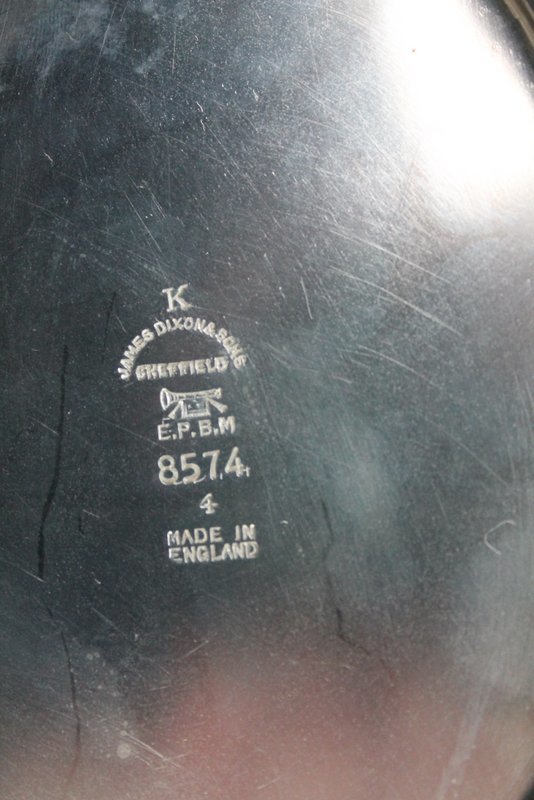 K
JAMES DIXON & SONS
SHEFFIELD
E.P.B.M
8574
4
MADE IN
ENGLAND